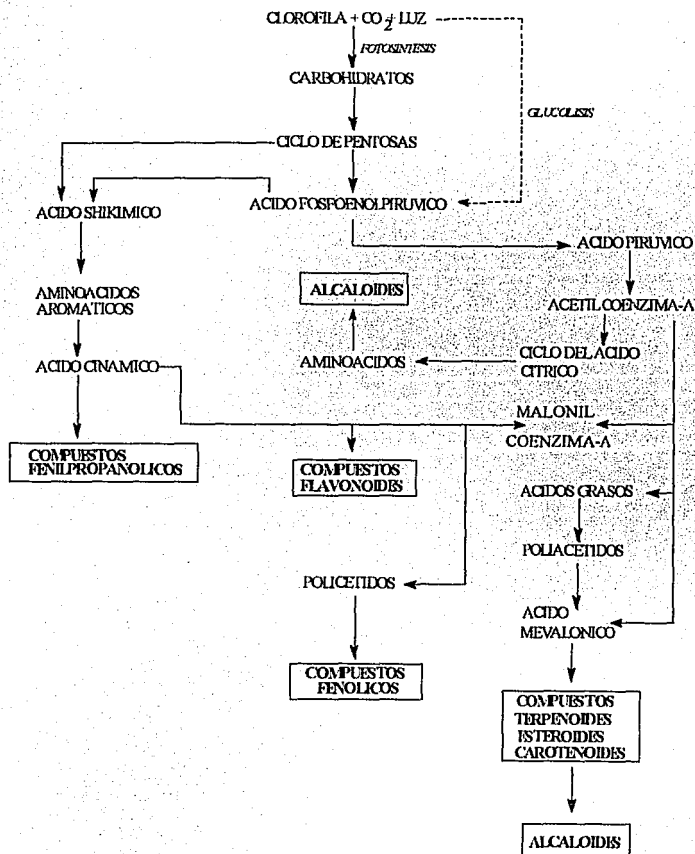 CLOROFILA + CO2 + LUZ
FOTOSINTESIS
CARBOHIDRATOS
GLUCOLISIS
CICLO DE PENTOSAS
ACIDO SHIKIMICO
ACIDO FOSFOENOLPIRUVICO
ACIDO PIRUVICO
AMINOACIDOS
AROMATICOS
ALCALOIDES
ACETIL COENZIMA-A
ACIDO CINAMICO
AMINOACIDOS
CICLO DEL ACIDO
CITRICO
MALONIL
COENZIMA-A
COMPUESTOS
FENILPROPANOLICOS
COMPUESTOS
FLAVONOIDES
ACIDOS GRASOS
POLIACETIDOS
POLICETIDOS
ACIDO
MEVALONICO
COMPUESTOS
FENOLICOS
COMPUESTOS
TERPENOIDES
ESTEROIDES
CAROTENOIDES
ALCALOIDES